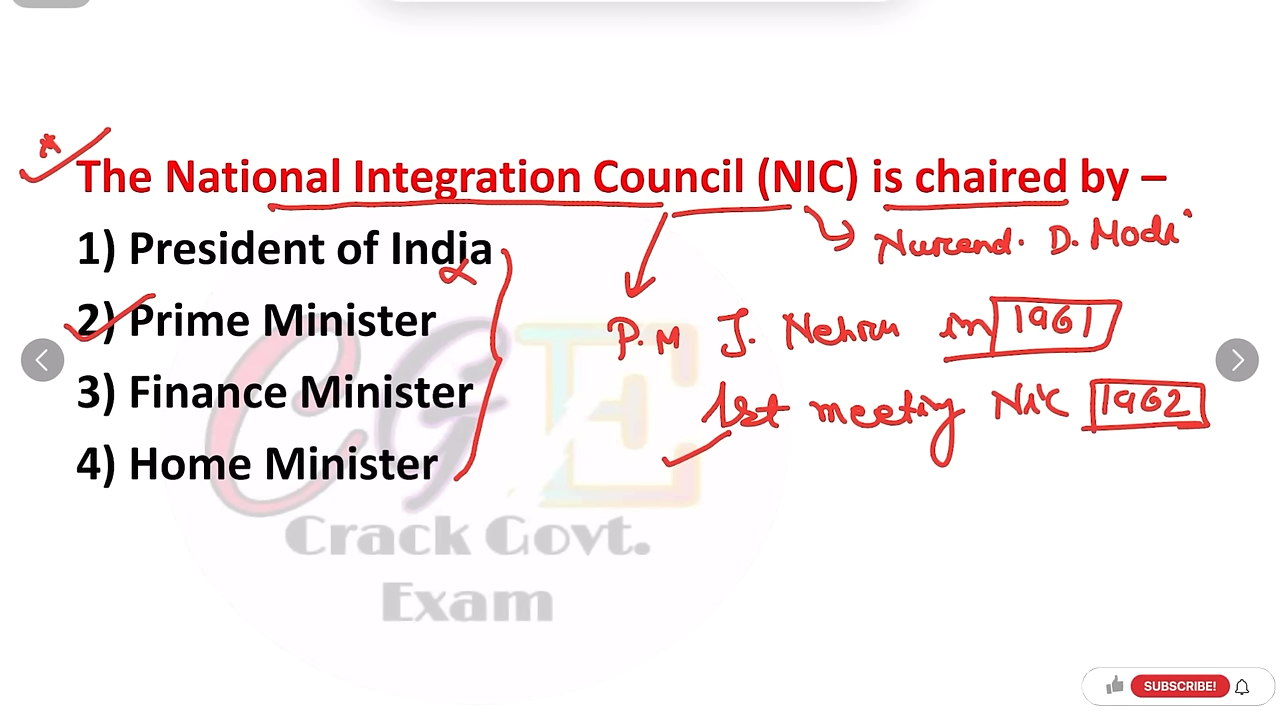 The National Integration Council (NIC) is chaired by –
1) President of India
Narend. D. Modi
2) Prime Minister
P.M J. Nehru in 1961
3) Finance Minister
1st meeting NIC 1962
4) Home Minister
CGE
Crack Govt.
Exam
SUBSCRIBE!